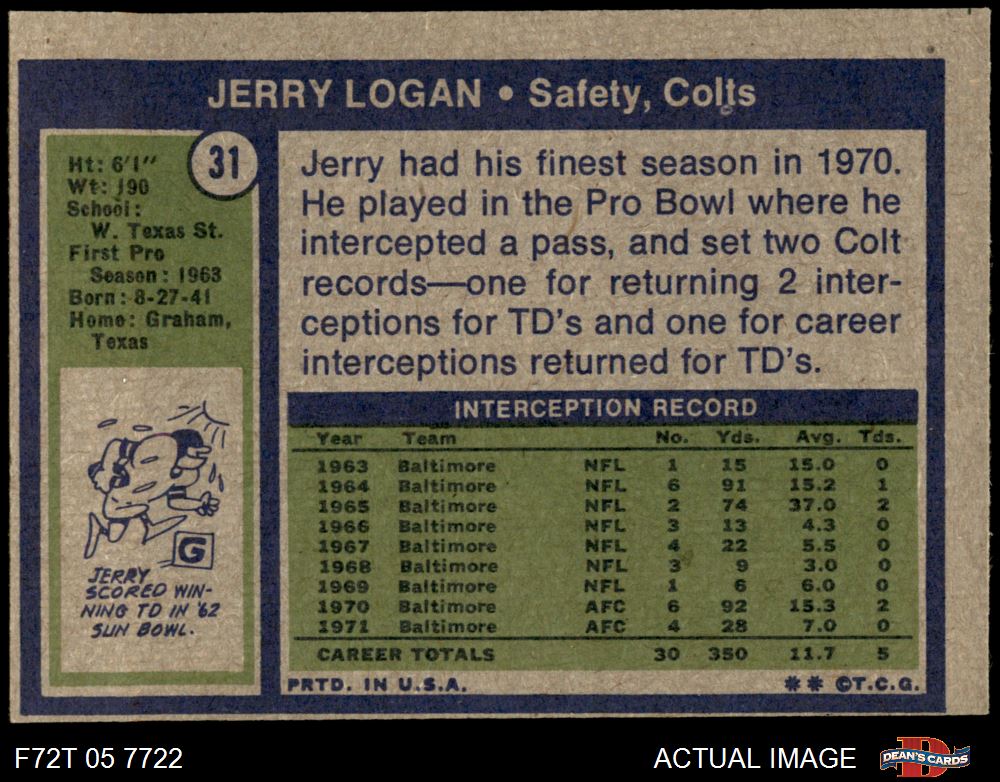 JERRY LOGAN • Safety, Colts
31
Ht: 6'1"
Wt: 190
School:
W. Texas St.
First Pro
Season: 1963
Born: 8-27-41
Home: Graham,
Texas
G
JERRY
SCORED WIN-
NING TD IN '62
SUN BOWL.
Jerry had his finest season in 1970.
He played in the Pro Bowl where he
intercepted a pass, and set two Colt
records—one for returning 2 inter-
ceptions for TD's and one for career
interceptions returned for TD's.
INTERCEPTION RECORD
Year Team No. Yds. Avg. Tds.
1963 Baltimore NFL 1 15 15.0 0
1964 Baltimore NFL 6 91 15.2 1
1965 Baltimore NFL 2 74 37.0 2
1966 Baltimore NFL 3 13 4.3 0
1967 Baltimore NFL 4 22 5.5 0
1968 Baltimore NFL 3 9 3.0 0
1969 Baltimore NFL 1 6 6.0 0
1970 Baltimore AFC 6 92 15.3 2
1971 Baltimore AFC 4 28 7.0 0
CAREER TOTALS 30 350 11.7 5
PRTD. IN U.S.A. ** ©T.C.G.
F72T 05 7722 ACTUAL IMAGE
D
DEAN'S CARDS